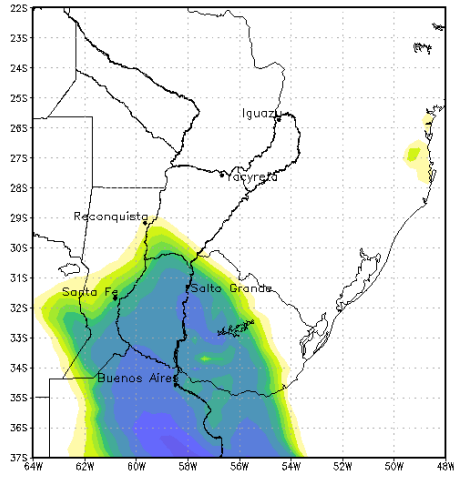 22S
23S
24S
25S
Iguazu
26S
27S
Yacyreta
28S
Reconquista
29S
30S
31S
Santa Fe
Salto Grande
32S
33S
34S
Buenos Aires
35S
36S
37S
64W 62W 60W 58W 56W 54W 52W 50W 48W